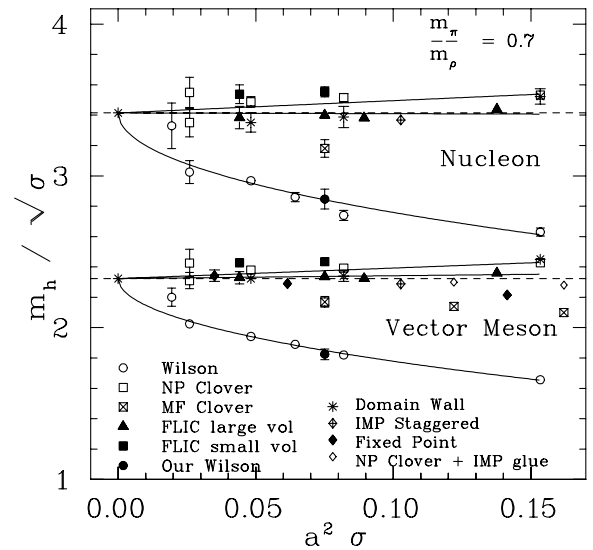 4
3
2
1
m_h / √σ
m_π
m_ρ
= 0.7
Nucleon
Vector Meson
Wilson
NP Clover
MF Clover
FLIC large vol
FLIC small vol
Our Wilson
Domain Wall
IMP Staggered
Fixed Point
NP Clover + IMP glue
0.00 0.05 0.10 0.15
a² σ